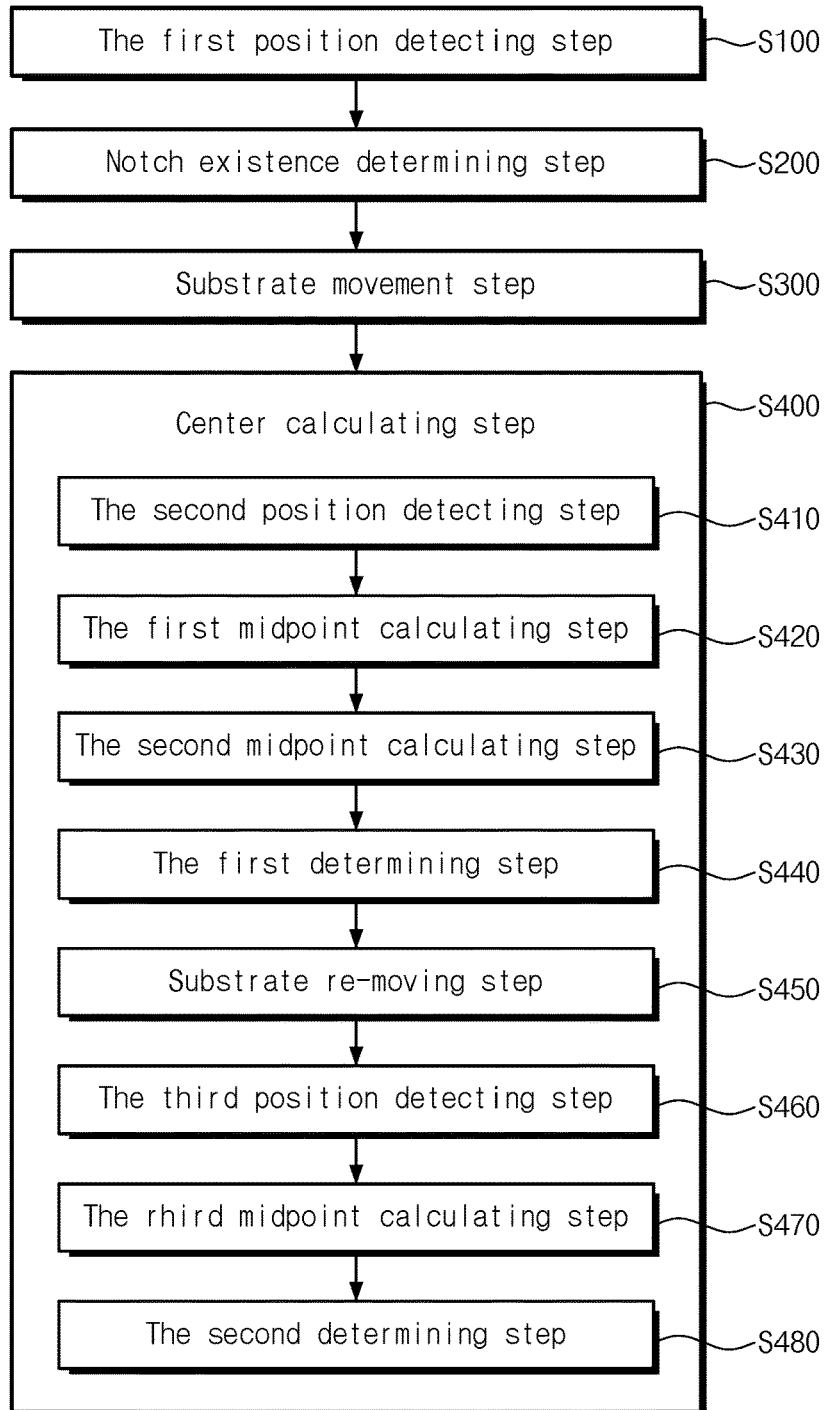 The first position detecting step
S100
Notch existence determining step
S200
Substrate movement step
S300
Center calculating step
S400
The second position detecting step
S410
The first midpoint calculating step
S420
The second midpoint calculating step
S430
The first determining step
S440
Substrate re-moving step
S450
The third position detecting step
S460
The rhird midpoint calculating step
S470
The second determining step
S480